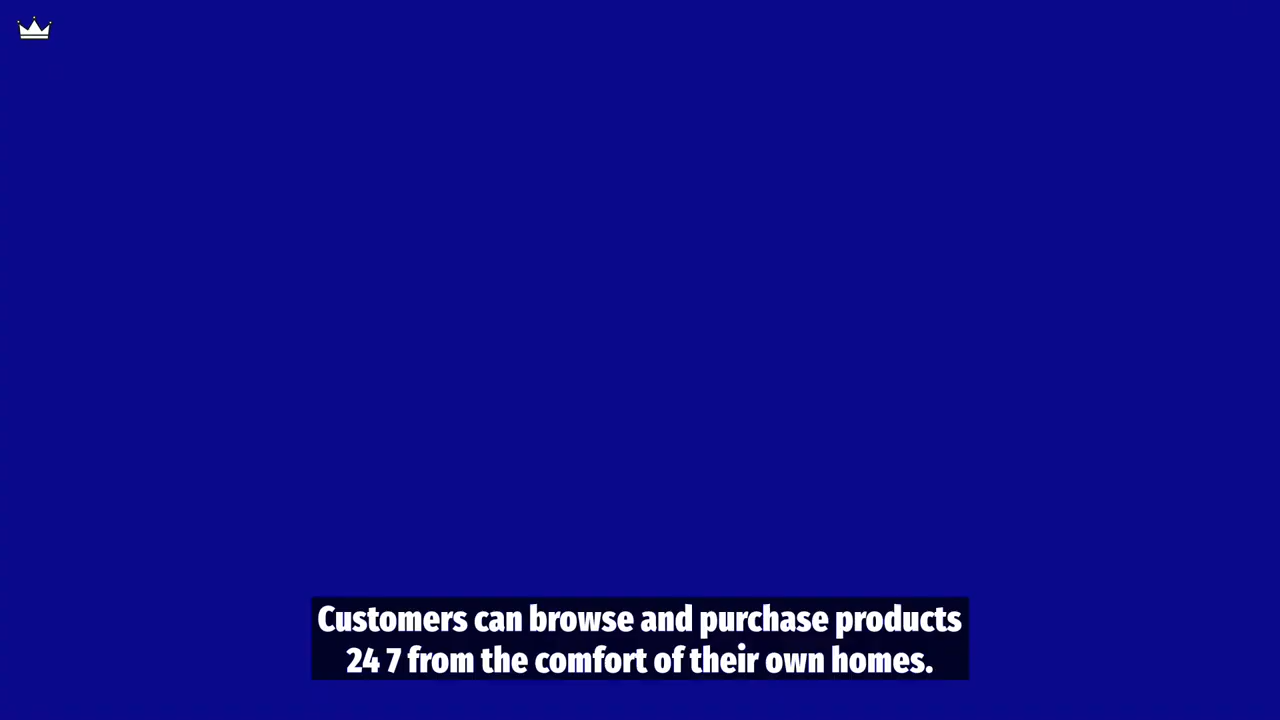 Customers can browse and purchase products
24 7 from the comfort of their own homes.